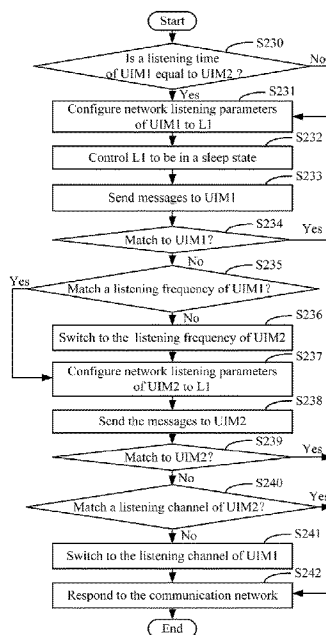 Start
S230
Is a listening time
of UIM1 equal to UIM2 ?
No
Yes
S231
Configure network listening parameters
of UIM1 to L1
S232
Control L1 to be in a sleep state
S233
Send messages to UIM1
S234
Match to UIM1?
Yes
No
S235
Yes
Match a listening frequency of UIM1?
No
S236
Switch to the listening frequency of UIM2
S237
Configure network listening parameters
of UIM2 to L1
S238
Send the messages to UIM2
S239
Match to UIM2?
No
S240
Yes
Match a listening channel of UIM2?
No
S241
Switch to the listening channel of UIM1
S242
Respond to the communication network
End